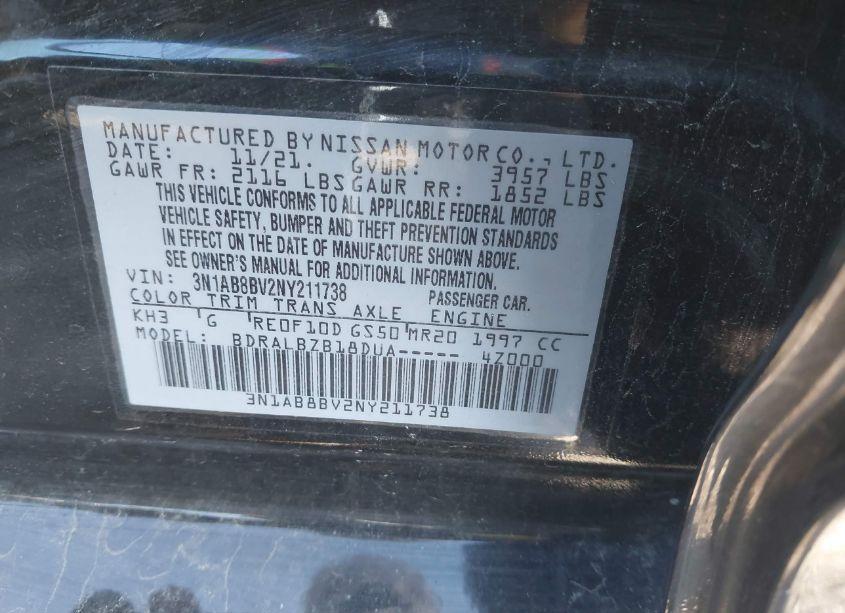 MANUFACTURED BY NISSAN MOTOR CO., LTD.
DATE: 11/21. GVWR: 3957 LBS
GAWR FR: 2116 LBS GAWR RR: 1852 LBS
THIS VEHICLE CONFORMS TO ALL APPLICABLE FEDERAL MOTOR
VEHICLE SAFETY, BUMPER AND THEFT PREVENTION STANDARDS
IN EFFECT ON THE DATE OF MANUFACTURE SHOWN ABOVE.
SEE OWNER'S MANUAL FOR ADDITIONAL INFORMATION.
VIN: 3N1AB8BV2NY211738 PASSENGER CAR.
COLOR TRIM TRANS AXLE ENGINE
KH3 G RE0F10D GS50 MR20 1997 CC
MODEL: BDRALBZB18DUA----- 4Z000
3N1AB8BV2NY211738